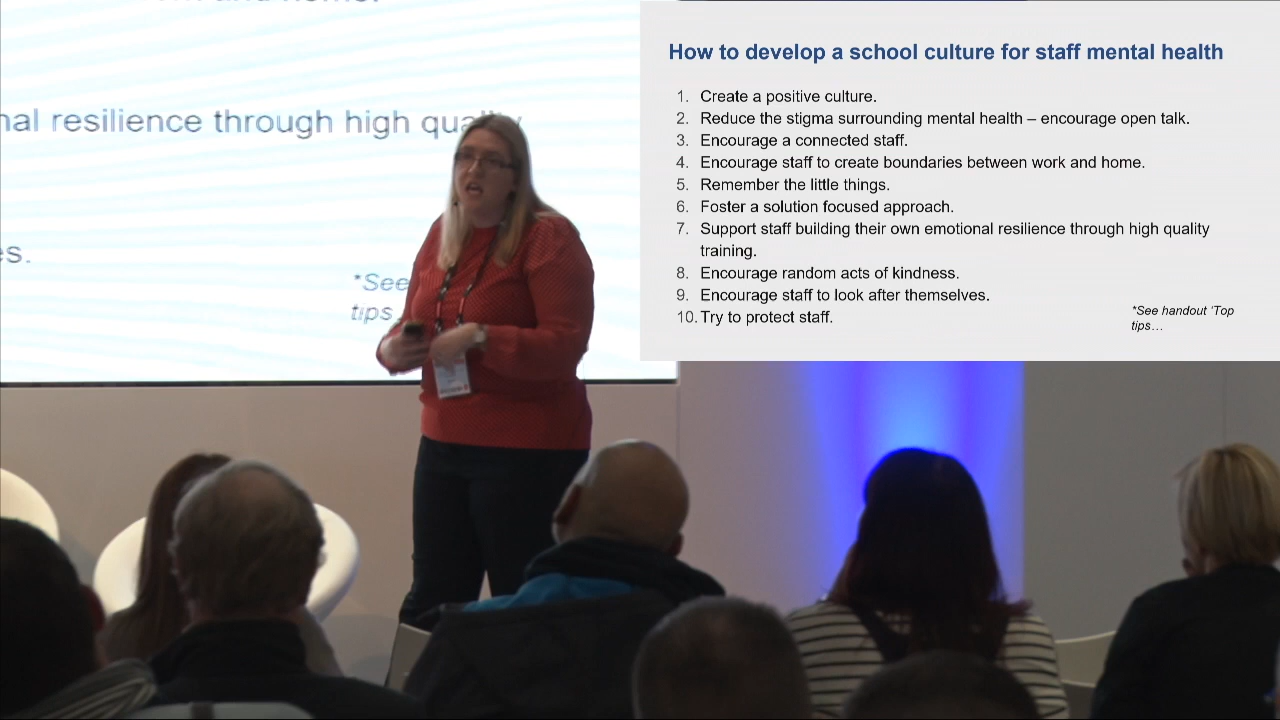 nal resilience through high
es.
*See
tips
How to develop a school culture for staff mental health
1. Create a positive culture.
2. Reduce the stigma surrounding mental health – encourage open talk.
3. Encourage a connected staff.
4. Encourage staff to create boundaries between work and home.
5. Remember the little things.
6. Foster a solution focused approach.
7. Support staff building their own emotional resilience through high quality
training.
8. Encourage random acts of kindness.
9. Encourage staff to look after themselves.
10. Try to protect staff.
*See handout 'Top
tips…